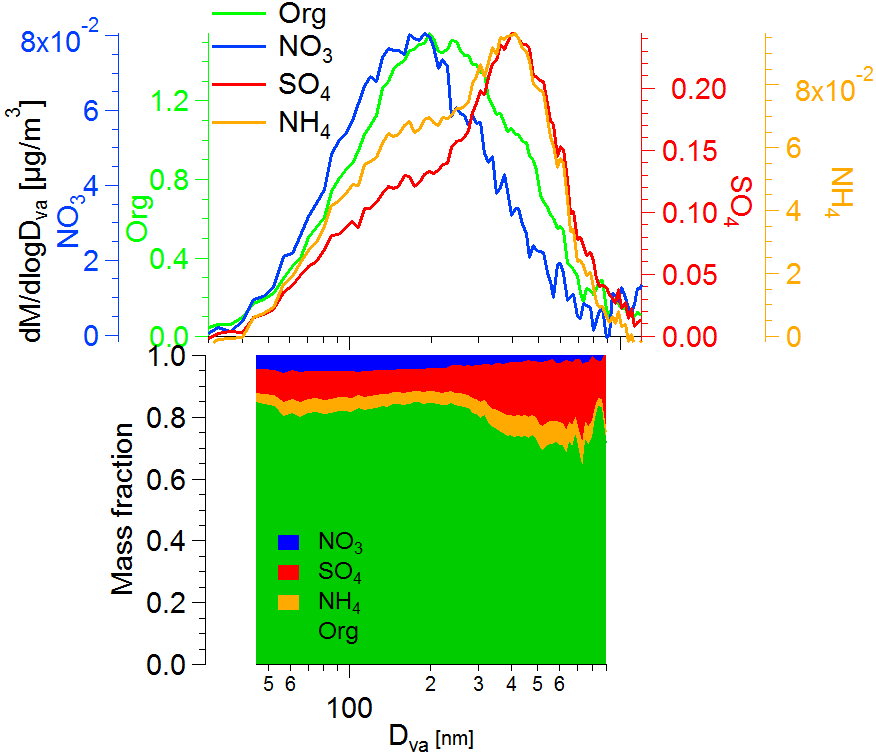 Org
NO₃
SO₄
NH₄
dM/dlogD_va [µg/m³]
NO₃
8x10⁻²
6
4
2
0
Org
1.2
0.8
0.4
0.0
0.20
0.15
0.10
0.05
0.00
SO₄
8x10⁻²
6
4
2
0
NH₄
Mass fraction
1.0
0.8
0.6
0.4
0.2
0.0
NO₃
SO₄
NH₄
Org
5 6 2 3 4 5 6
100
D_va [nm]